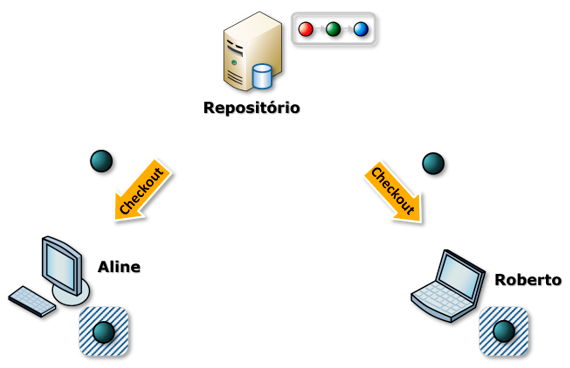 Repositório
Checkout
Checkout
Aline
Roberto